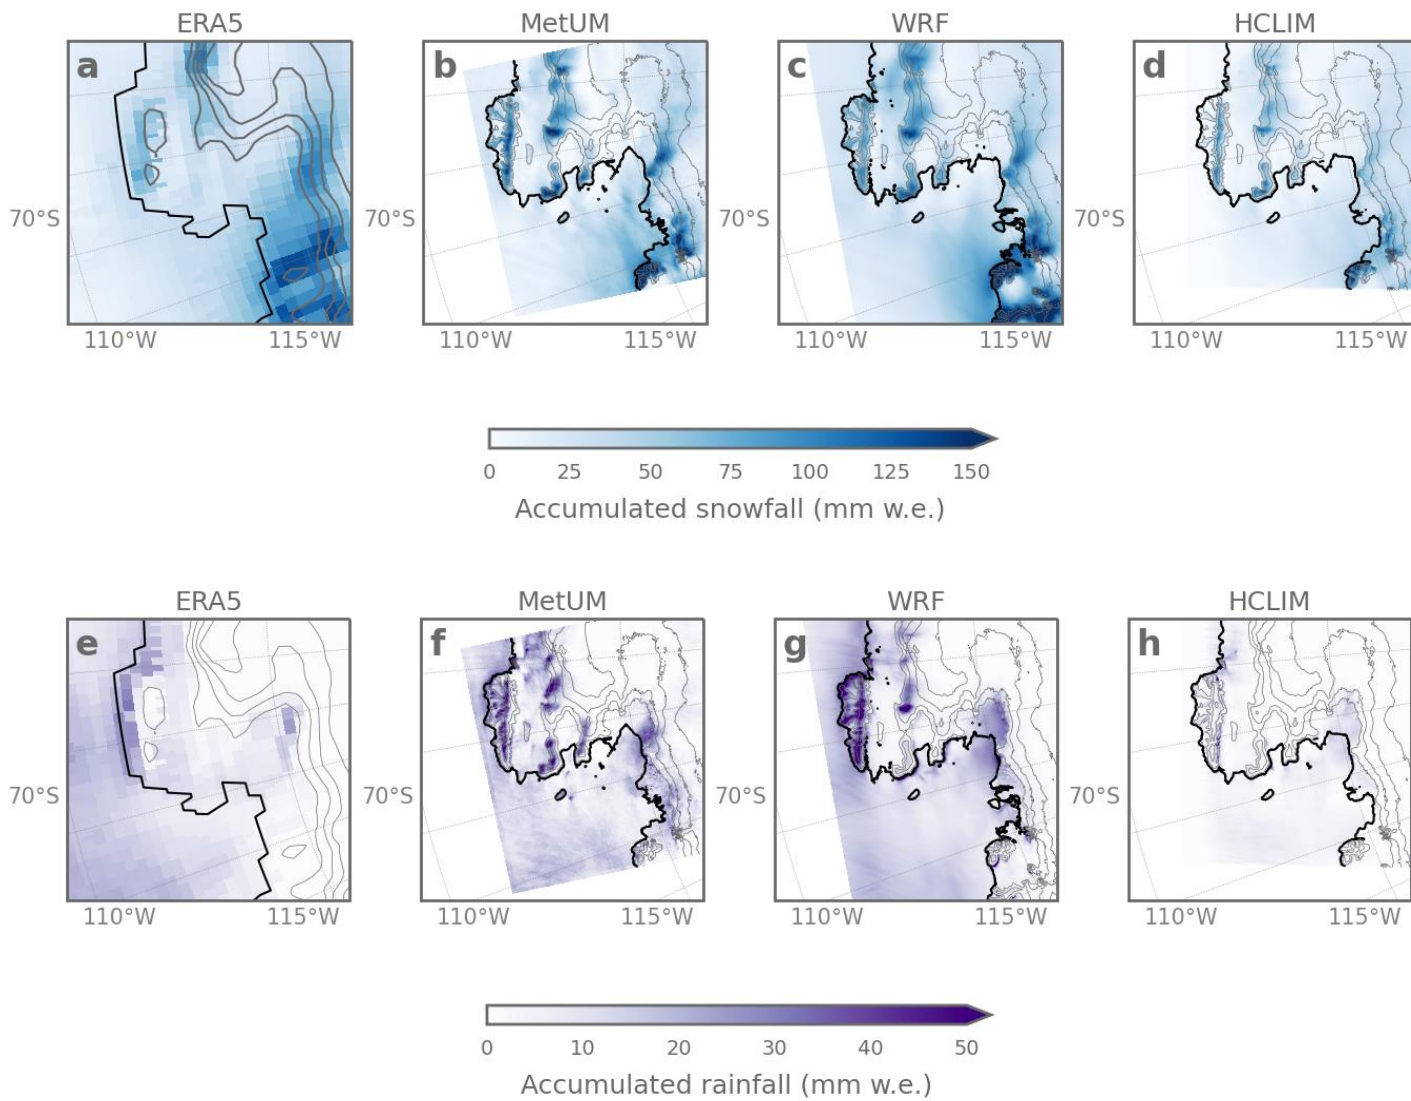 ERA5 MetUM WRF HCLIM
a b c d
70°S 70°S 70°S
110°W 115°W 110°W 115°W 110°W 115°W 110°W 115°W
0 25 50 75 100 125 150
Accumulated snowfall (mm w.e.)
ERA5 MetUM WRF HCLIM
e f g h
70°S 70°S 70°S 70°S
110°W 115°W 110°W 115°W 110°W 115°W 110°W 115°W
0 10 20 30 40 50
Accumulated rainfall (mm w.e.)